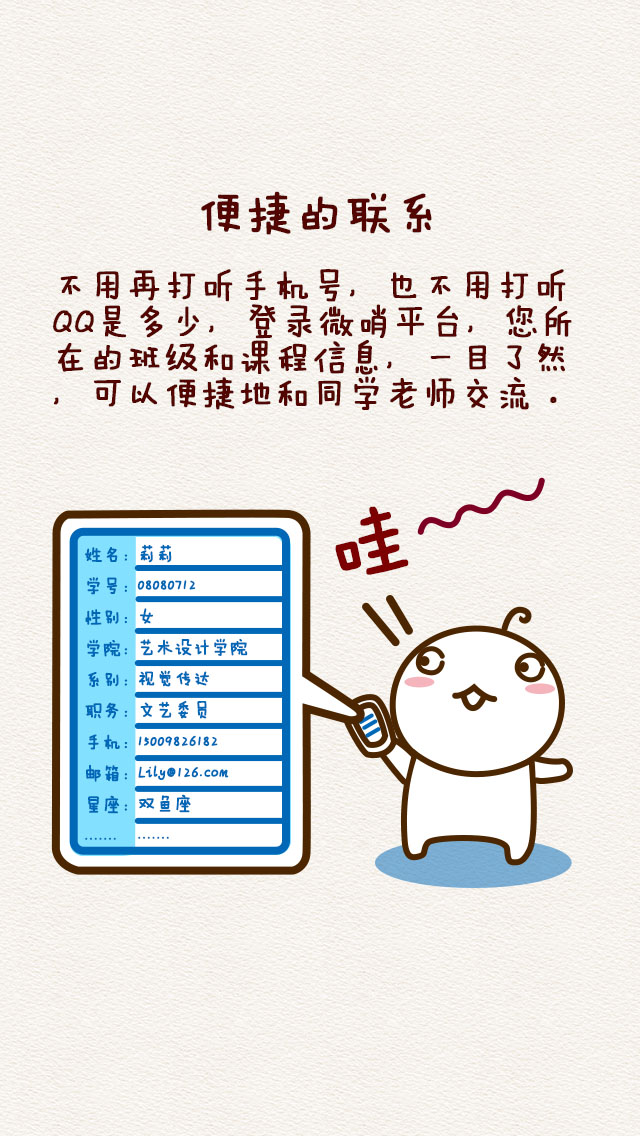 便捷的联系
不用再打听手机号，也不用打听
QQ是多少，登录微哨平台，您所
在的班级和课程信息，一目了然
，可以便捷地和同学老师交流．
哇
姓名：莉莉
学号：08080712
性别：女
学院：艺术设计学院
系别：视觉传达
职务：文艺委员
手机：15009826182
邮箱：Lily@126.com
星座：双鱼座
....... .......